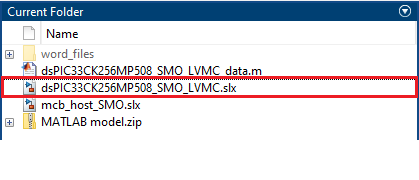 Current Folder
Name
word_files
dsPIC33CK256MP508_SMO_LVMC_data.m
dsPIC33CK256MP508_SMO_LVMC.slx
mcb_host_SMO.slx
MATLAB model.zip